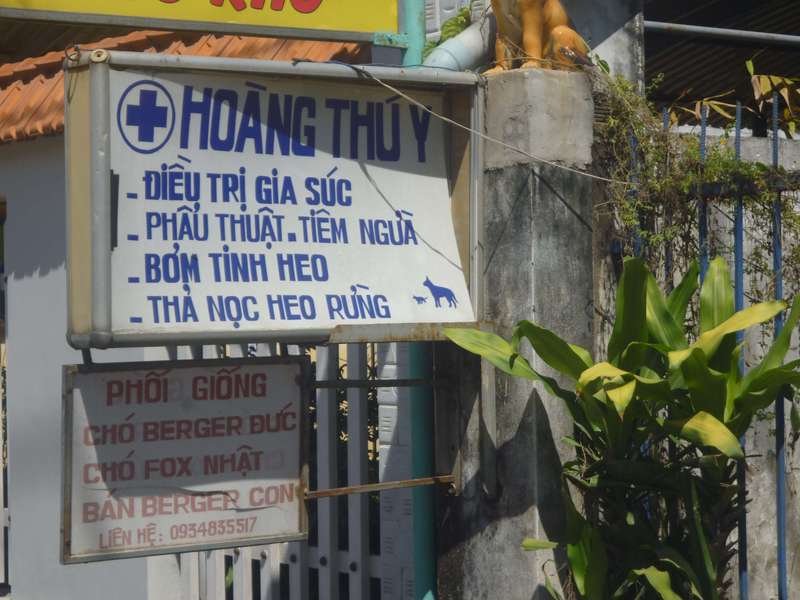 HOÀNG THÚ Y
- ĐIỀU TRỊ GIA SÚC
- PHẨU THUẬT - TIÊM NGỪA
- BƠM TINH HEO
- THẢ NỌC HEO RỪNG
PHỐI GIỐNG
CHÓ BERGER ĐỨC
CHÓ FOX NHẬT
BÁN BERGER CON
LIÊN HỆ: 0934835517